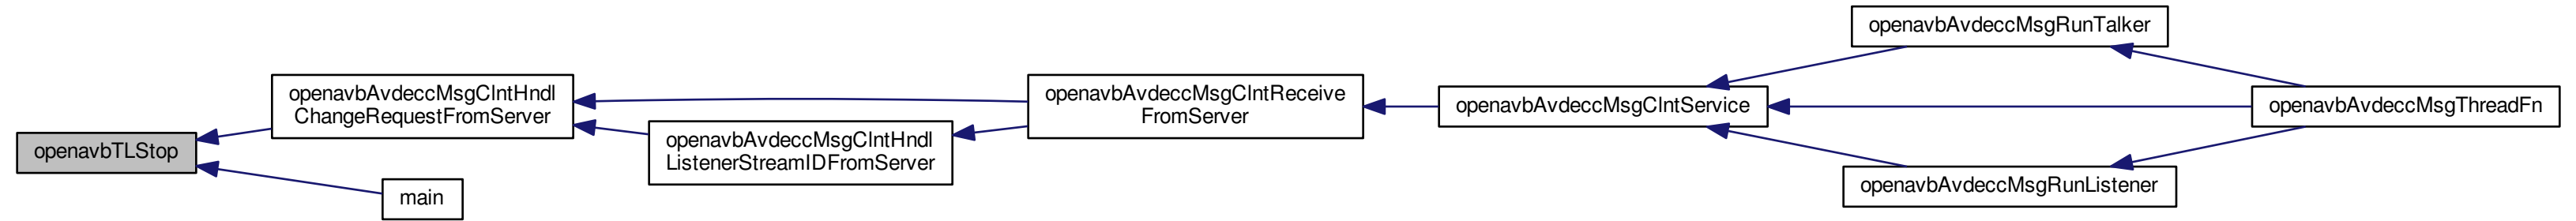 openavbTLStop
openavbAvdeccMsgClntHndl
ChangeRequestFromServer
main
openavbAvdeccMsgClntHndl
ListenerStreamIDFromServer
openavbAvdeccMsgClntReceive
FromServer
openavbAvdeccMsgClntService
openavbAvdeccMsgRunTalker
openavbAvdeccMsgRunListener
openavbAvdeccMsgThreadFn